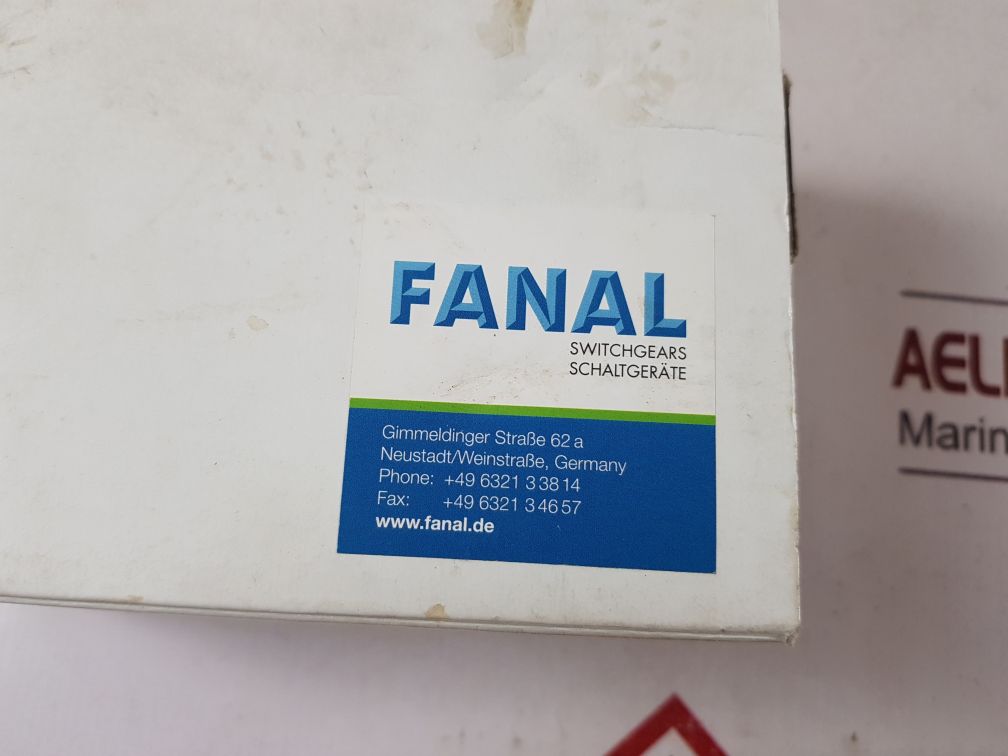 FANAL
SWITCHGEARS
SCHALTGERÄTE
Gimmeldinger Straße 62 a
Neustadt/Weinstraße, Germany
Phone: +49 6321 3 38 14
Fax: +49 6321 3 46 57
www.fanal.de